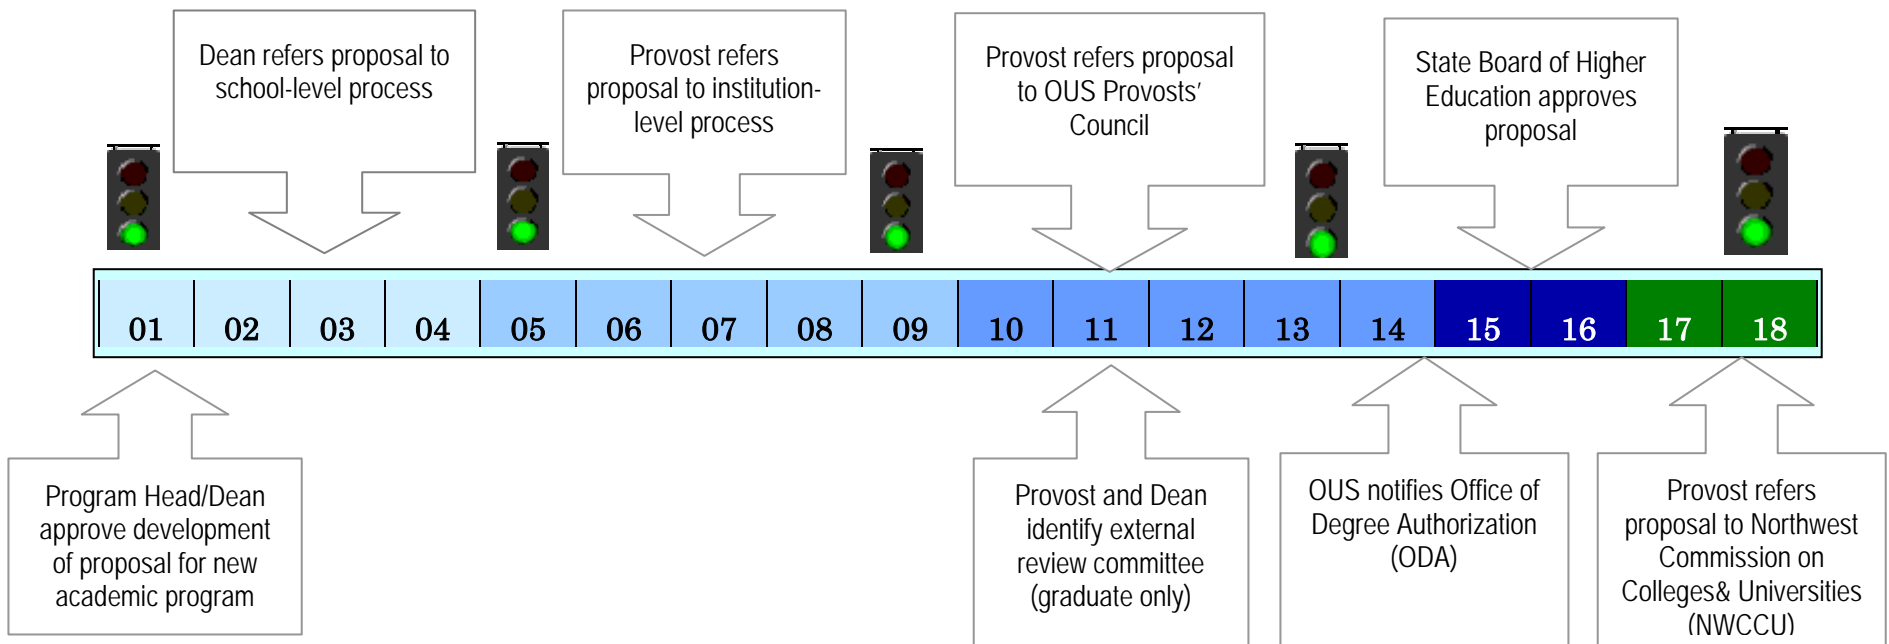 Dean refers proposal to
school-level process
Provost refers
proposal to institution-
level process
Provost refers proposal
to OUS Provosts'
Council
State Board of Higher
Education approves
proposal
01 02 03 04 05 06 07 08 09 10 11 12 13 14 15 16 17 18
Program Head/Dean
approve development
of proposal for new
academic program
Provost and Dean
identify external
review committee
(graduate only)
OUS notifies Office of
Degree Authorization
(ODA)
Provost refers
proposal to Northwest
Commission on
Colleges& Universities
(NWCCU)